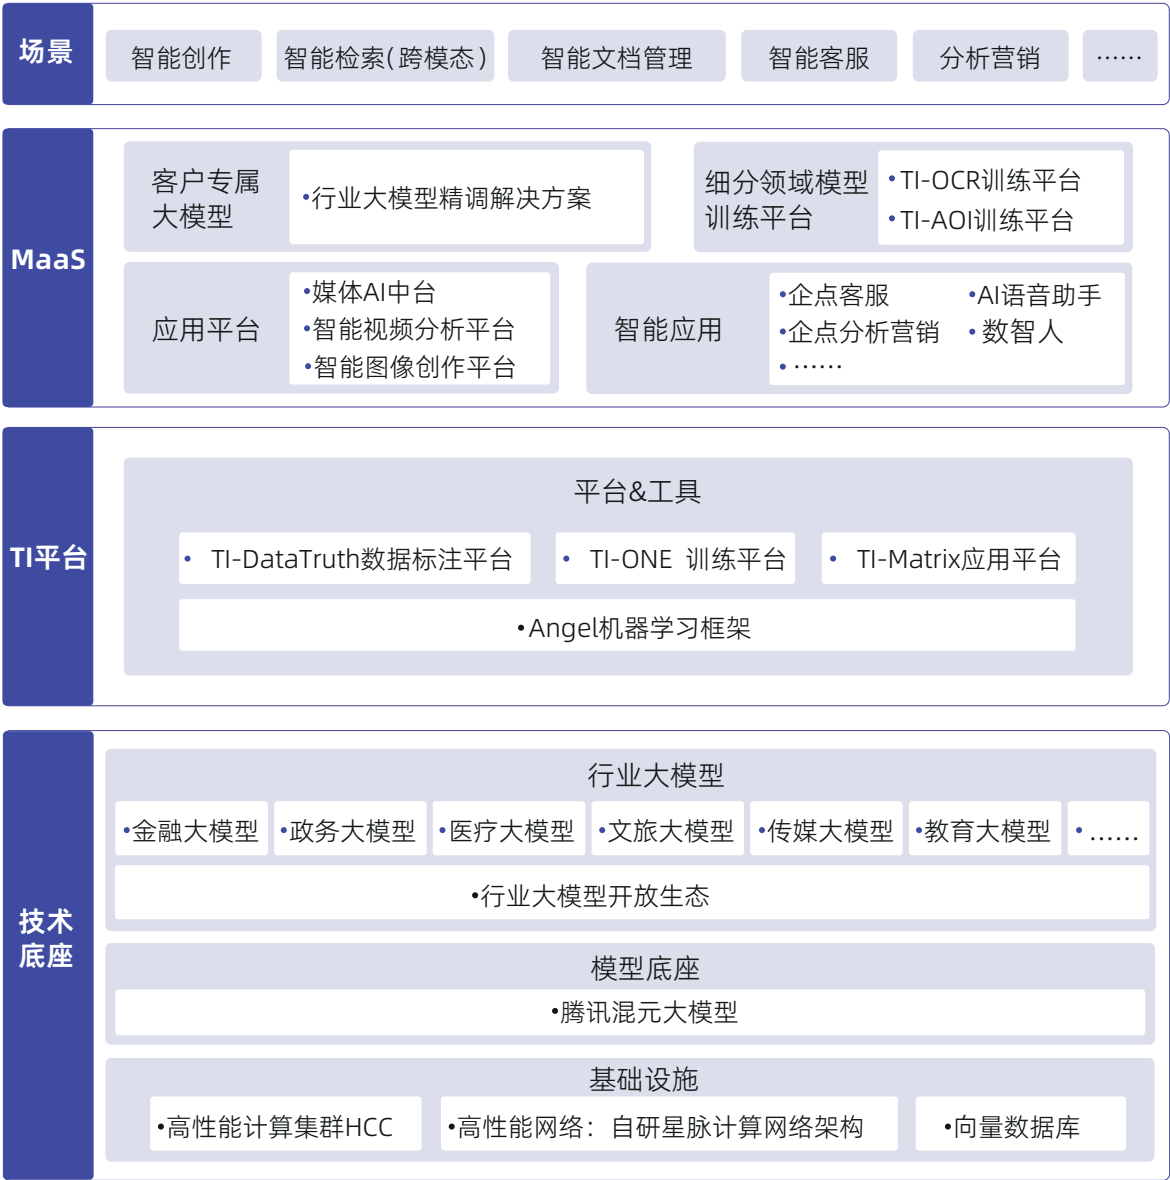 场景
智能创作
智能检索(跨模态)
智能文档管理
智能客服
分析营销
……
MaaS
客户专属
大模型
•行业大模型精调解决方案
细分领域模型
训练平台
•TI-OCR训练平台
•TI-AOI训练平台
应用平台
•媒体AI中台
•智能视频分析平台
•智能图像创作平台
智能应用
•企点客服
•AI语音助手
•企点分析营销
•数智人
•……
TI平台
平台&工具
• TI-DataTruth数据标注平台
• TI-ONE 训练平台
• TI-Matrix应用平台
•Angel机器学习框架
技术
底座
行业大模型
•金融大模型
•政务大模型
•医疗大模型
•文旅大模型
•传媒大模型
•教育大模型
•……
•行业大模型开放生态
模型底座
•腾讯混元大模型
基础设施
•高性能计算集群HCC
•高性能网络：自研星脉计算网络架构
•向量数据库